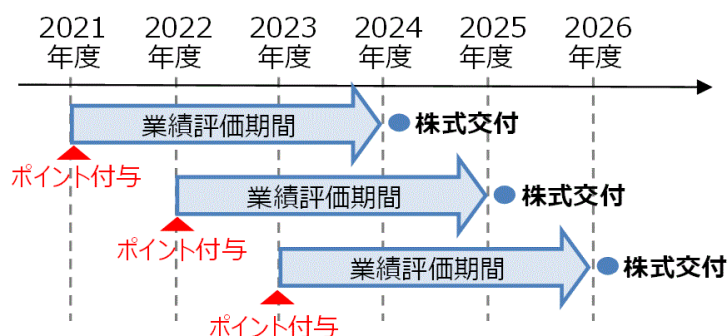 2021 2022 2023 2024 2025 2026
年度 年度 年度 年度 年度 年度
業績評価期間 株式交付
ポイント付与
業績評価期間 株式交付
ポイント付与
業績評価期間 株式交付
ポイント付与